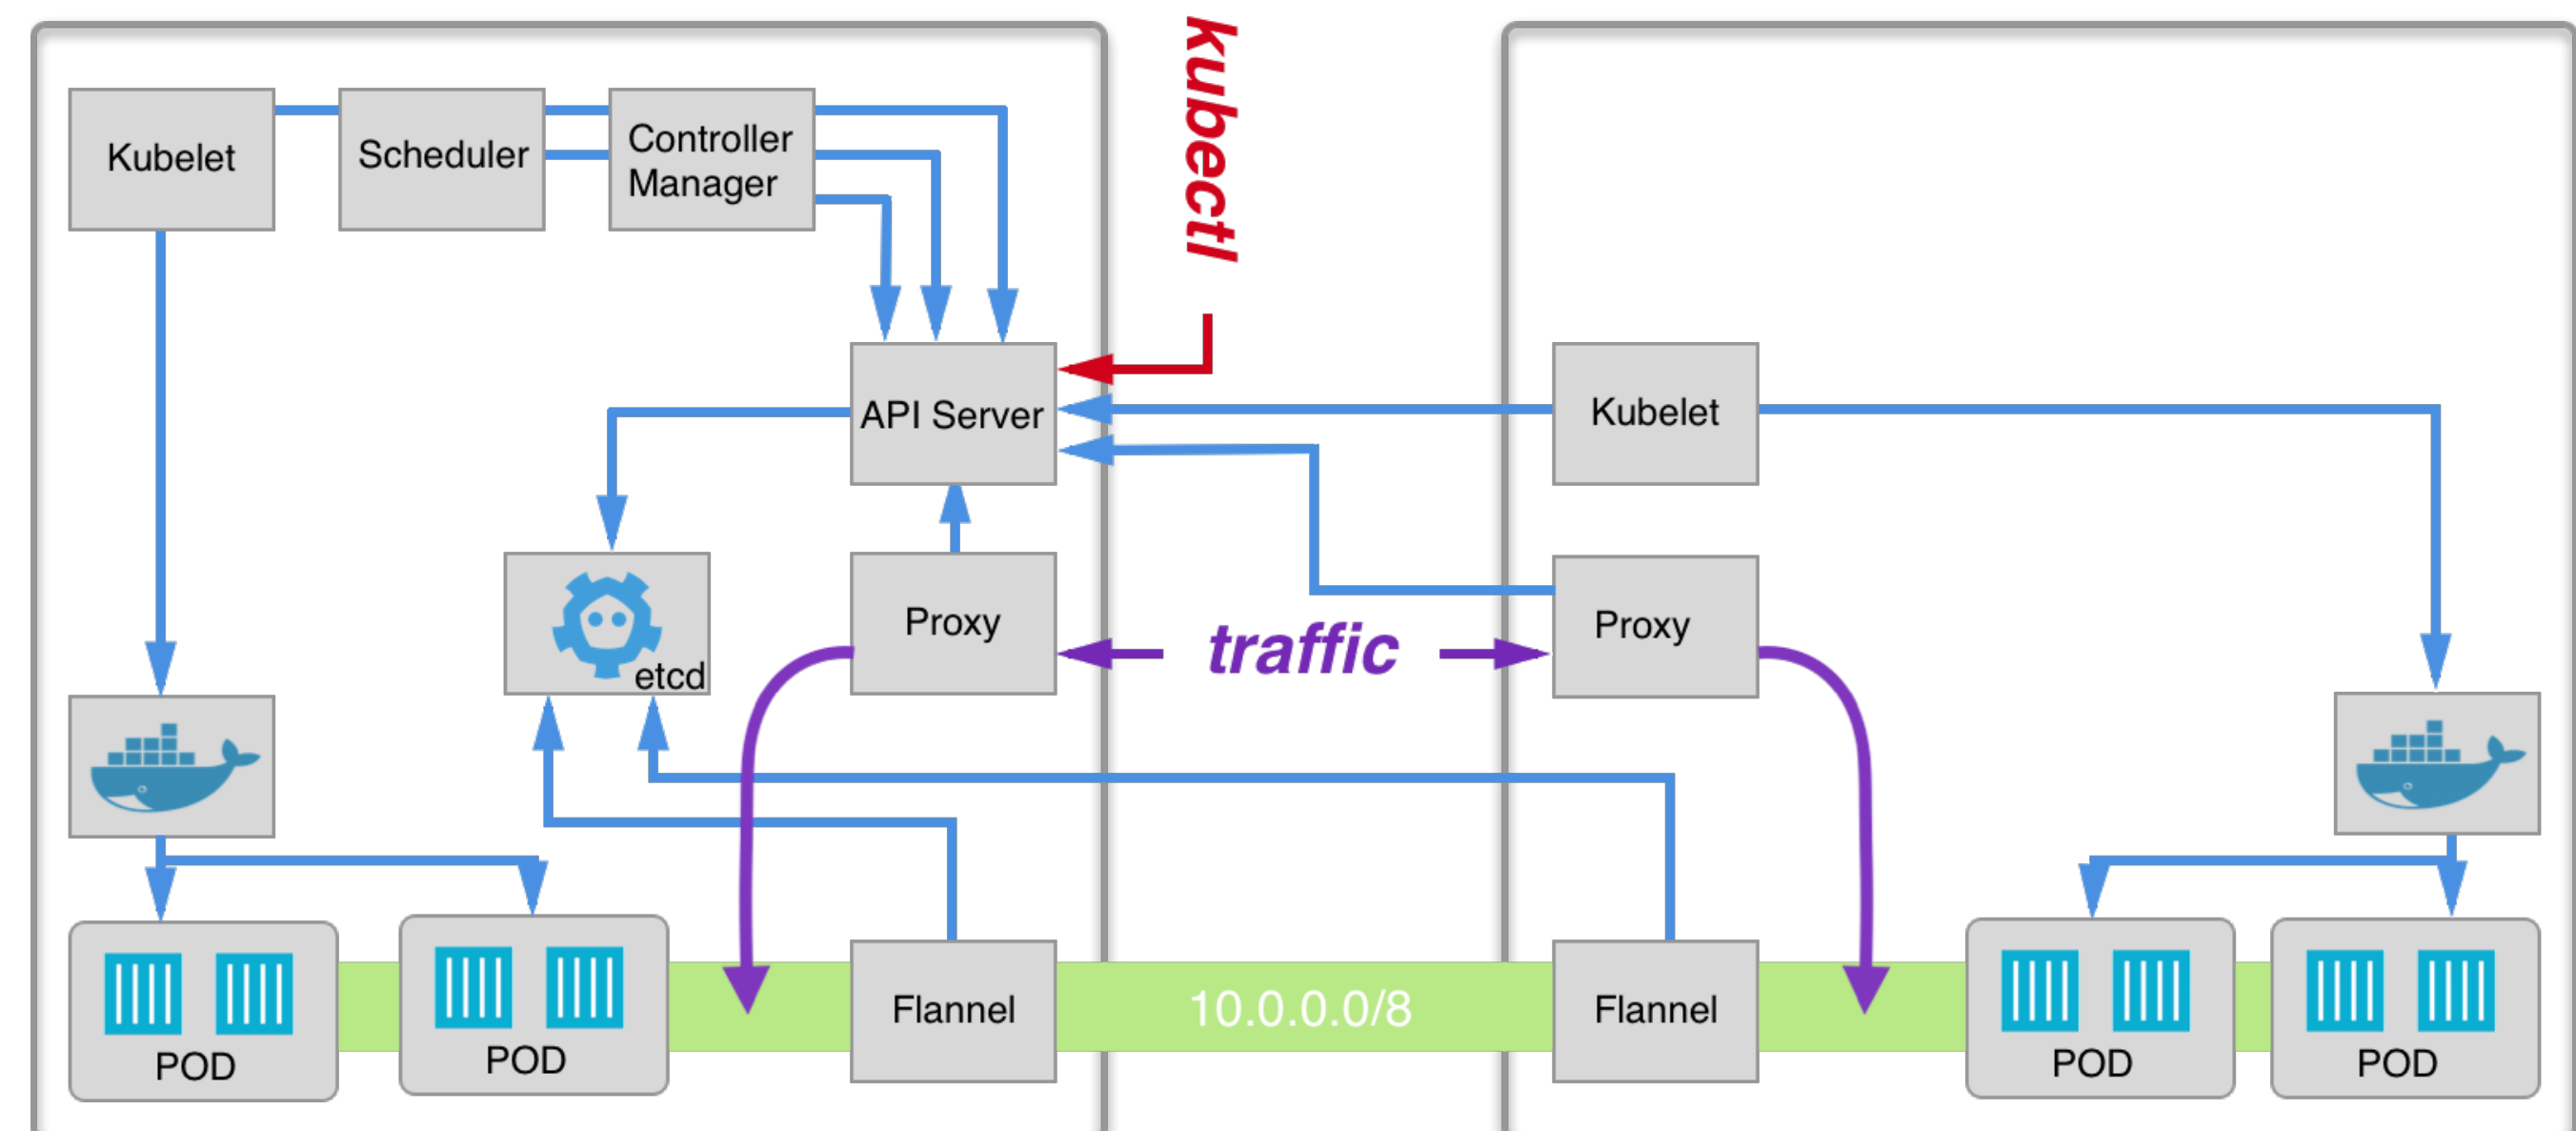 kubectl
Kubelet
Scheduler
Controller
Manager
API Server
Kubelet
etcd
Proxy
traffic
Proxy
POD
POD
Flannel
10.0.0.0/8
Flannel
POD
POD